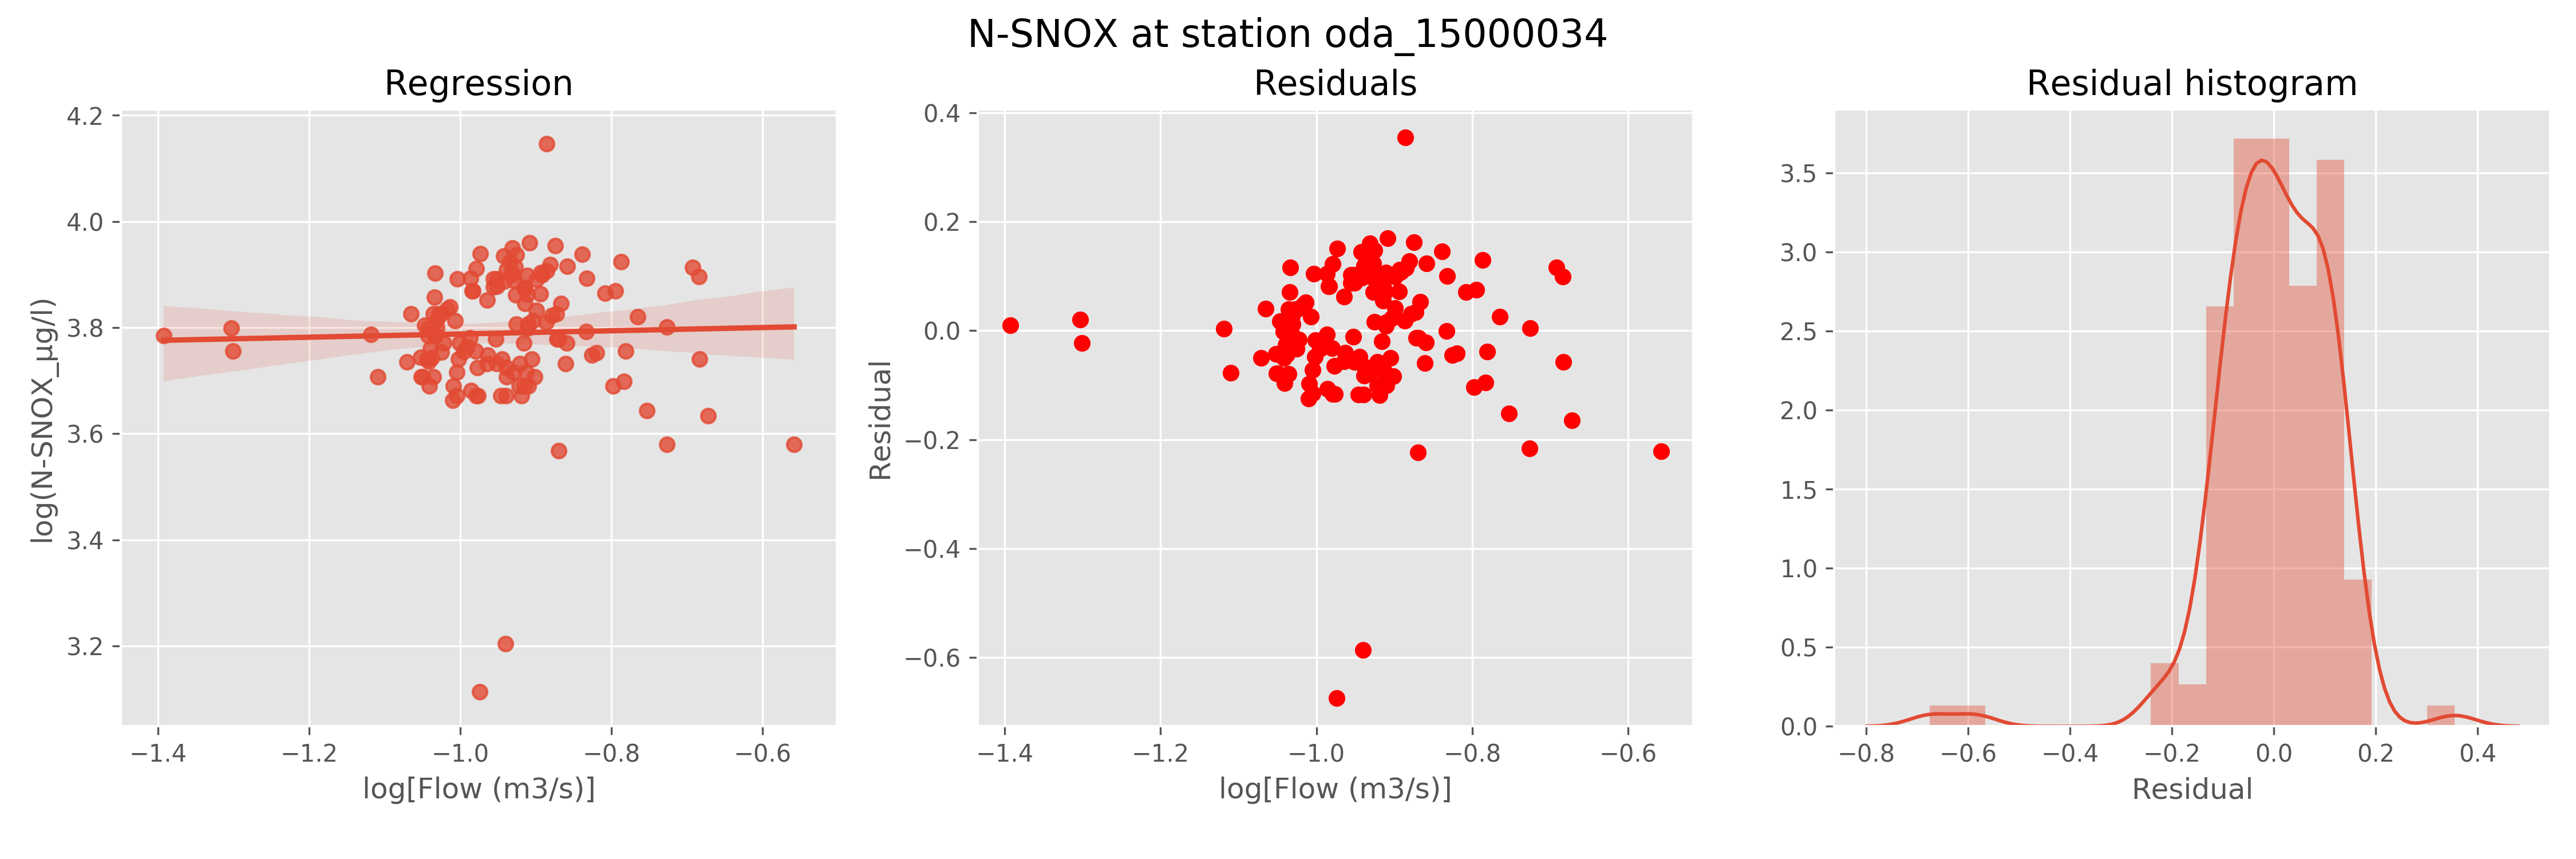 N-SNOX at station oda_15000034
Regression
4.2
4.0
3.8
3.6
3.4
3.2
log(N-SNOX_µg/l)
−1.4 −1.2 −1.0 −0.8 −0.6
log[Flow (m3/s)]
Residuals
0.4
0.2
0.0
−0.2
−0.4
−0.6
Residual
−1.4 −1.2 −1.0 −0.8 −0.6
log[Flow (m3/s)]
Residual histogram
3.5
3.0
2.5
2.0
1.5
1.0
0.5
0.0
−0.8 −0.6 −0.4 −0.2 0.0 0.2 0.4
Residual